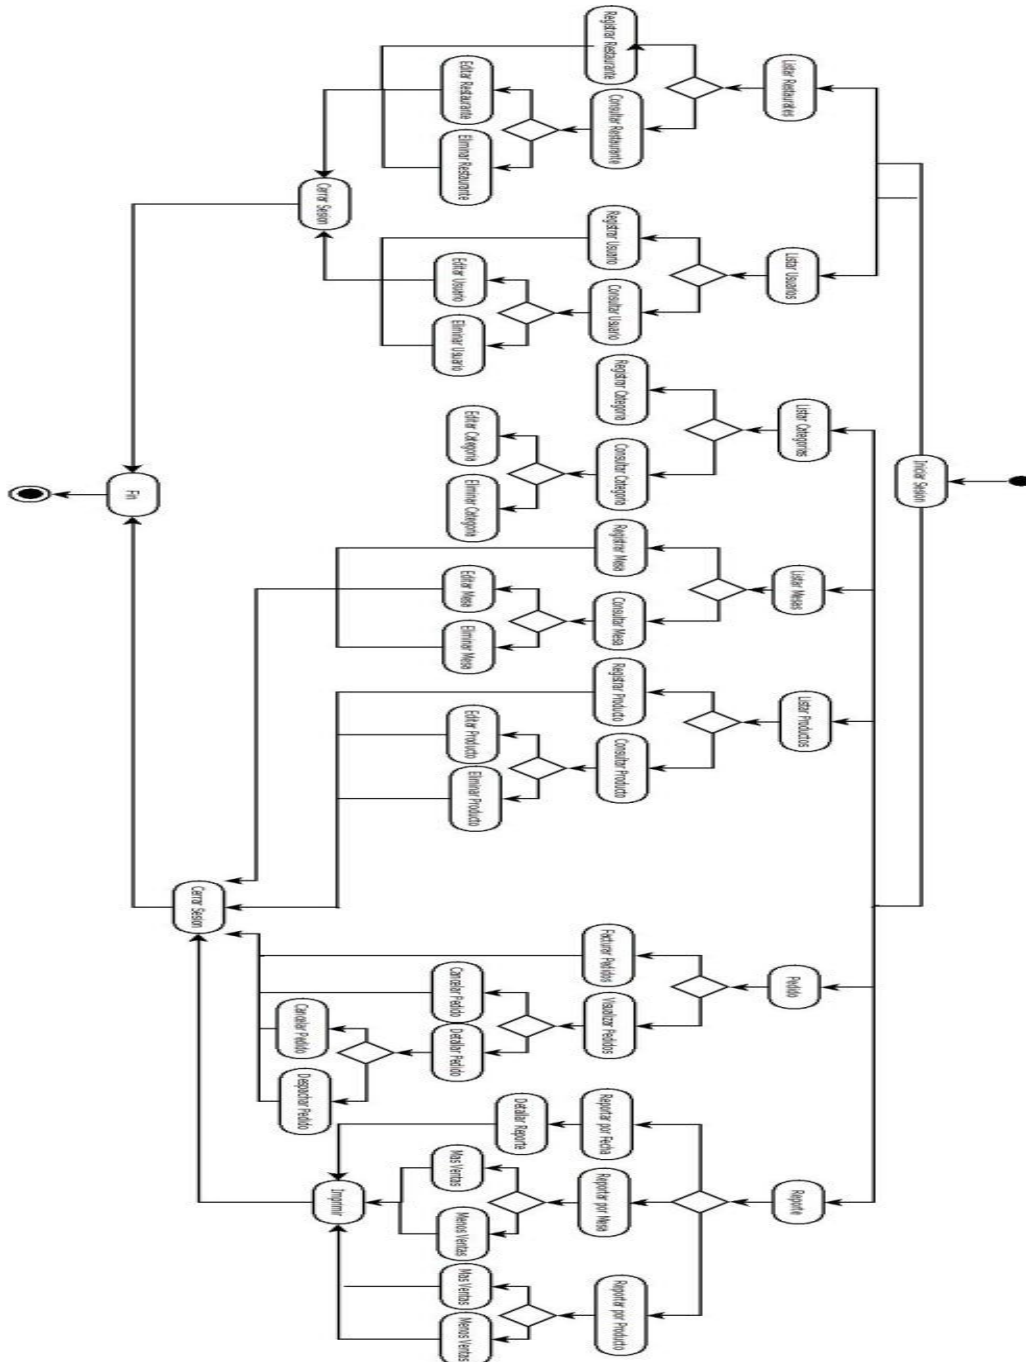 Iniciar Sesion
Listar Restaurates
Listar Usuarios
Listar Categorias
Listar Mesas
Listar Productos
Pedido
Reporte
Registrar Restaurante
Consultar Restaurante
Registrar Usuario
Consultar Usuario
Registrar Categoria
Consultar Categoria
Registrar Mesa
Consultar Mesa
Registrar Producto
Consultar Producto
Facturar Pedidos
Visualizar Pedidos
Reportar por Fecha
Reportar por Mesa
Reportar por Producto
Editar Restaurante
Eliminar Restaurante
Editar Usuario
Eliminar Usuario
Editar Categoria
Eliminar Categoria
Editar Mesa
Eliminar Mesa
Editar Producto
Eliminar Producto
Cancelar Pedido
Detallar Pedido
Detallar Reporte
Mas Ventas
Menos Ventas
Mas Ventas
Menos Ventas
Cancelar Pedido
Despachar Pedido
Imprimir
Cerrar Sesion
Cerrar Sesion
Fin